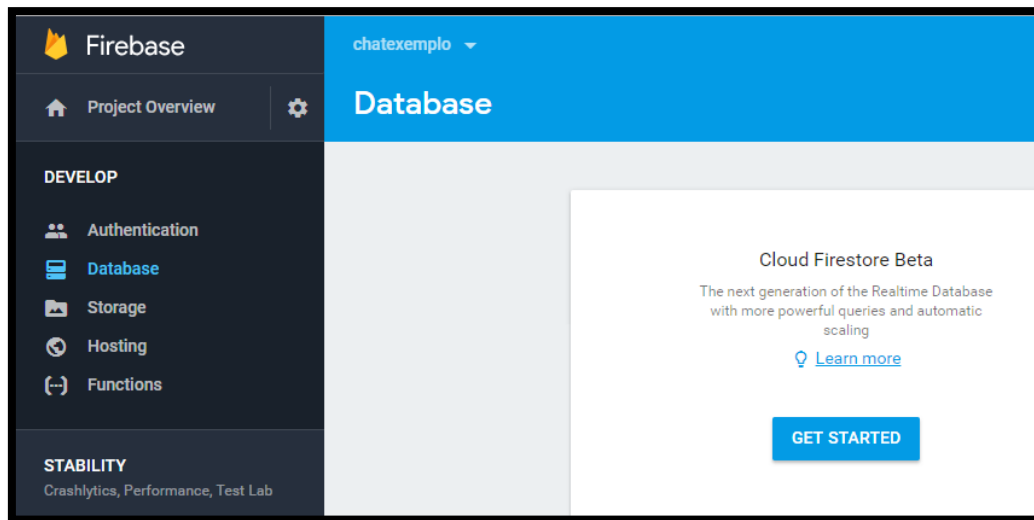 Firebase
Project Overview
DEVELOP
Authentication
Database
Storage
Hosting
Functions
STABILITY
Crashlytics, Performance, Test Lab
chatexemplo
Database
Cloud Firestore Beta
The next generation of the Realtime Database
with more powerful queries and automatic
scaling
Learn more
GET STARTED